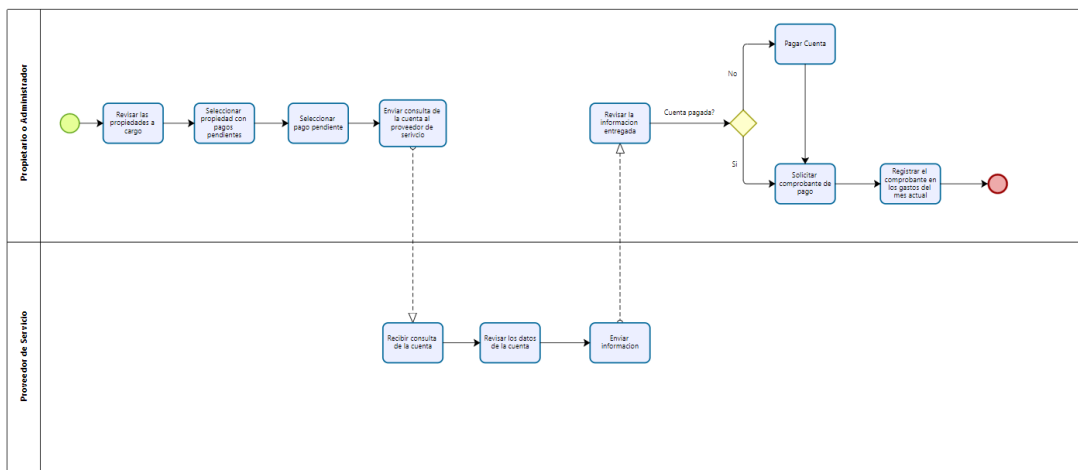 Propietario o Administrador
Revisar las
propiedades a
cargo
Seleccionar
propiedad con
pagos
pendientes
Seleccionar
pago pendiente
Enviar consulta de
la cuenta al
proveedor de
serivcio
Revisar la
informacion
entregada
Cuenta pagada?
No
Si
Pagar Cuenta
Solicitar
comprobante de
pago
Registrar el
comprobante en
los gastos del
mes actual
Proveedor de Servicio
Recibir consulta
de la cuenta
Revisar los datos
de la cuenta
Enviar
informacion